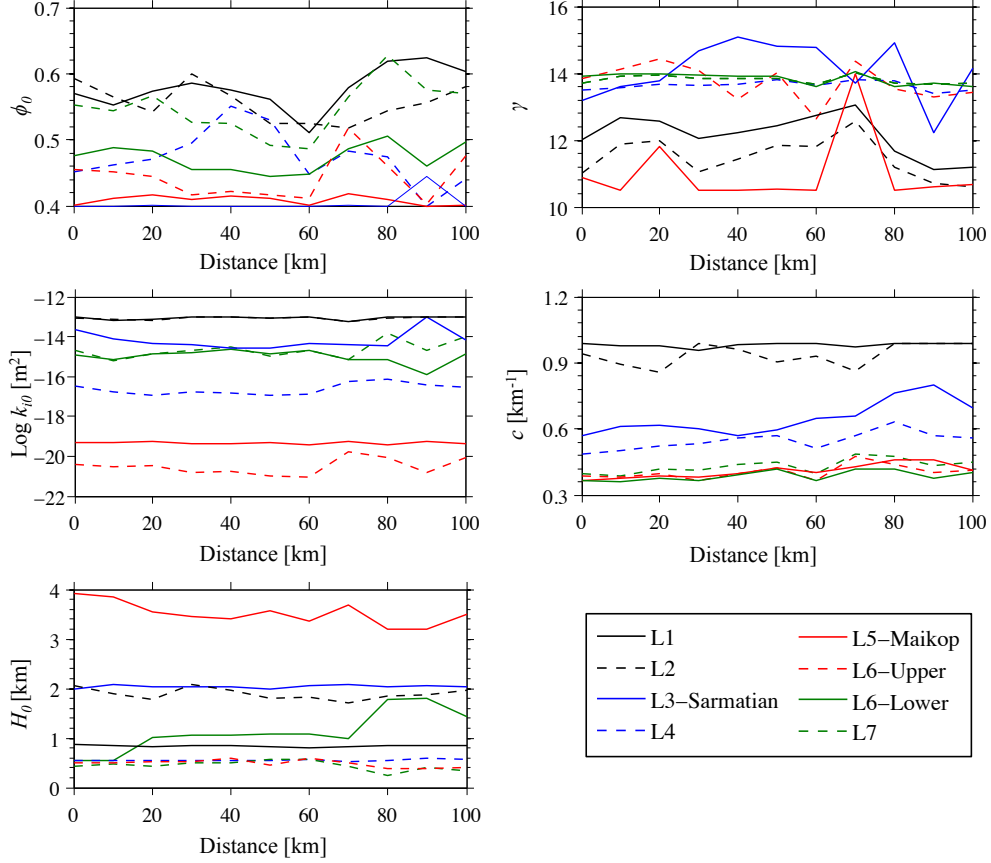 0.7
0.6
0.5
0.4
ϕ0
0 20 40 60 80 100
Distance [km]
16
14
12
10
γ
0 20 40 60 80 100
Distance [km]
−12
−14
−16
−18
−20
−22
Log ki0 [m2]
0 20 40 60 80 100
Distance [km]
1.2
0.9
0.6
0.3
c [km-1]
0 20 40 60 80 100
Distance [km]
4
3
2
1
0
H0 [km]
0 20 40 60 80 100
Distance [km]
L1
L2
L3−Sarmatian
L4
L5−Maikop
L6−Upper
L6−Lower
L7